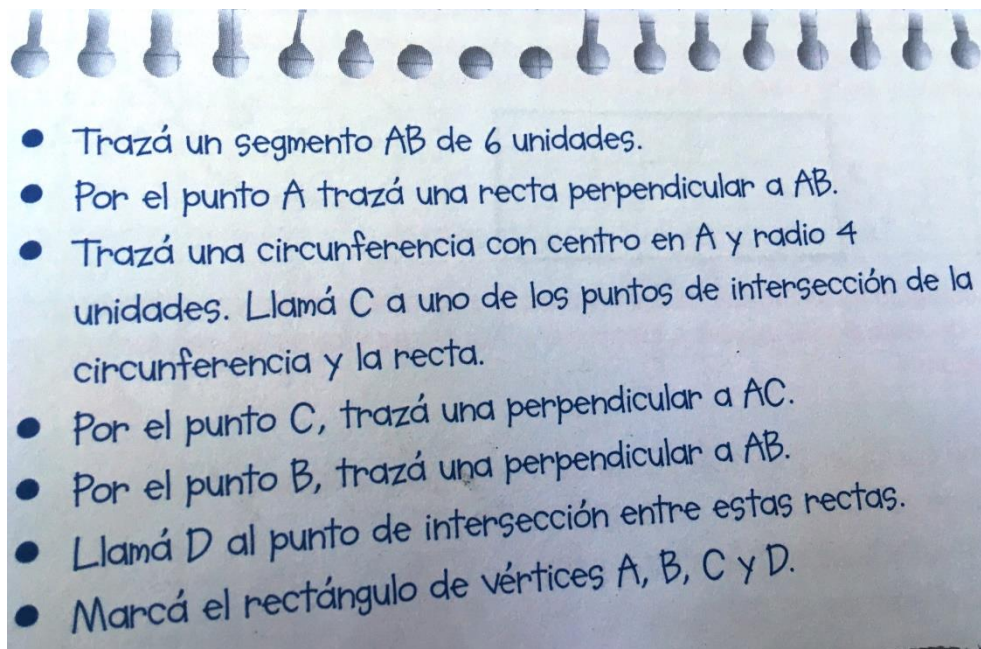 • Trazá un segmento AB de 6 unidades.
• Por el punto A trazá una recta perpendicular a AB.
• Trazá una circunferencia con centro en A y radio 4
unidades. Llamá C a uno de los puntos de intersección de la
circunferencia y la recta.
• Por el punto C, trazá una perpendicular a AC.
• Por el punto B, trazá una perpendicular a AB.
• Llamá D al punto de intersección entre estas rectas.
• Marcá el rectángulo de vértices A, B, C y D.